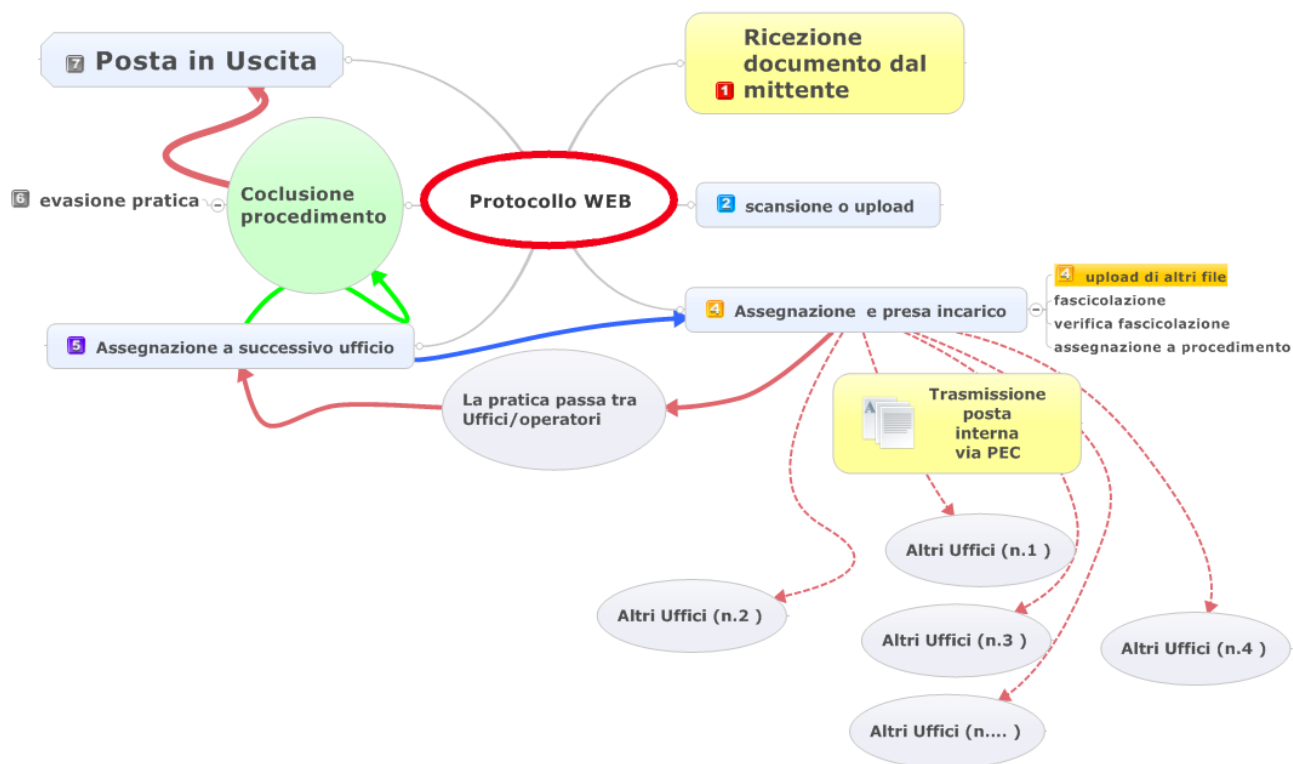 7 Posta in Uscita
Ricezione
documento dal
1 mittente
Coclusione
procedimento
6 evasione pratica
Protocollo WEB
2 scansione o upload
4 Assegnazione e presa incarico
4 upload di altri file
fascicolazione
verifica fascicolazione
assegnazione a procedimento
5 Assegnazione a successivo ufficio
La pratica passa tra
Uffici/operatori
A
Trasmissione
posta
interna
via PEC
Altri Uffici (n.1 )
Altri Uffici (n.2 )
Altri Uffici (n.3 )
Altri Uffici (n.4 )
Altri Uffici (n.... )